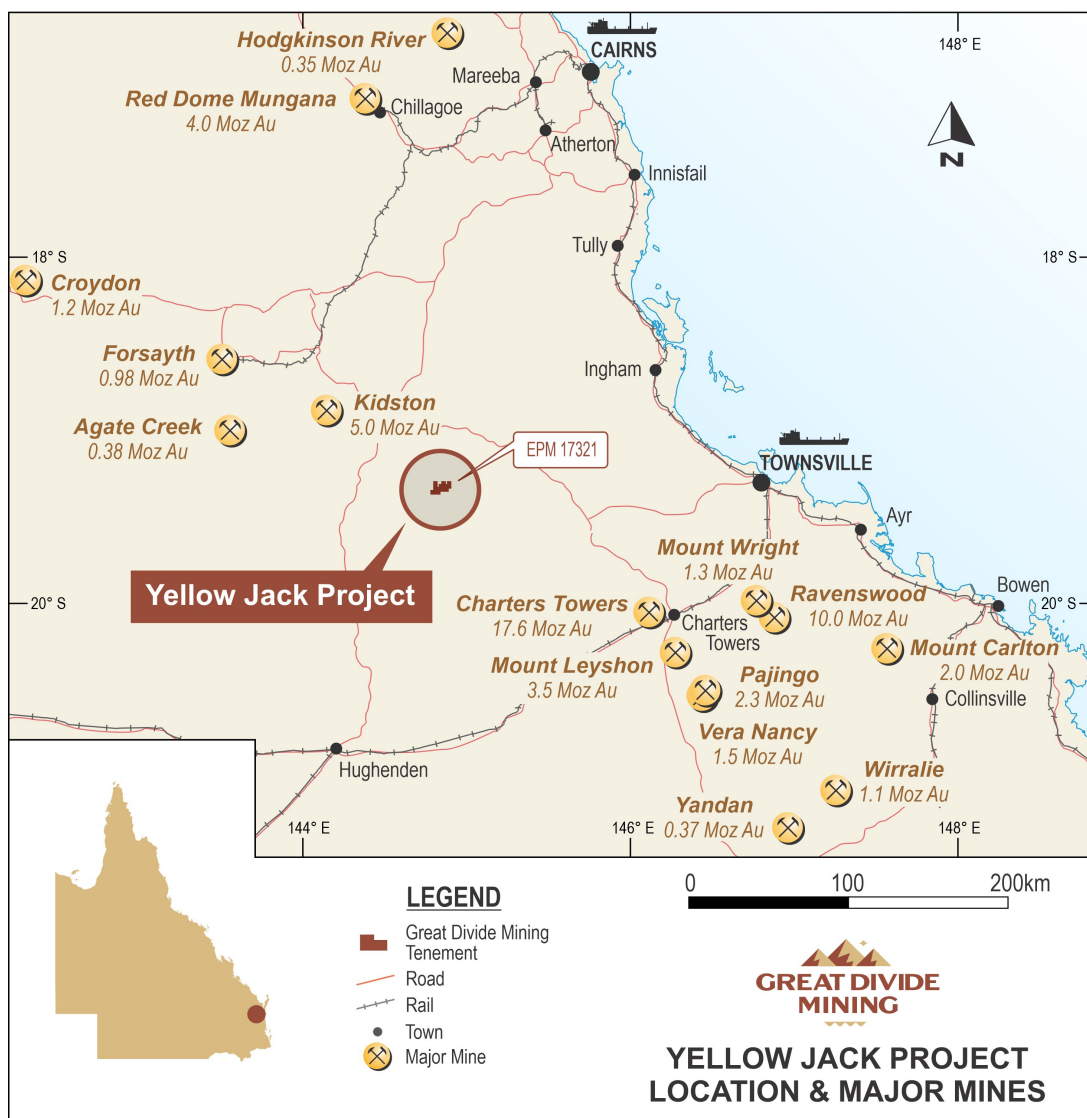 148° E
Hodgkinson River
0.35 Moz Au
CAIRNS
Mareeba
Red Dome Mungana
4.0 Moz Au
Chillagoe
Atherton
N
Innisfail
Tully
18° S
18° S
Croydon
1.2 Moz Au
Forsayth
0.98 Moz Au
Ingham
Kidston
5.0 Moz Au
Agate Creek
0.38 Moz Au
EPM 17321
TOWNSVILLE
Ayr
Mount Wright
1.3 Moz Au
Yellow Jack Project
Bowen
20° S
20° S
Ravenswood
10.0 Moz Au
Charters Towers
17.6 Moz Au
Charters
Towers
Mount Carlton
2.0 Moz Au
Mount Leyshon
3.5 Moz Au
Pajingo
2.3 Moz Au
Collinsville
Vera Nancy
1.5 Moz Au
Hughenden
Wirralie
1.1 Moz Au
Yandan
0.37 Moz Au
144° E
146° E
148° E
LEGEND
Great Divide Mining
Tenement
Road
Rail
Town
Major Mine
0 100 200km
GREAT DIVIDE
MINING
YELLOW JACK PROJECT
LOCATION & MAJOR MINES